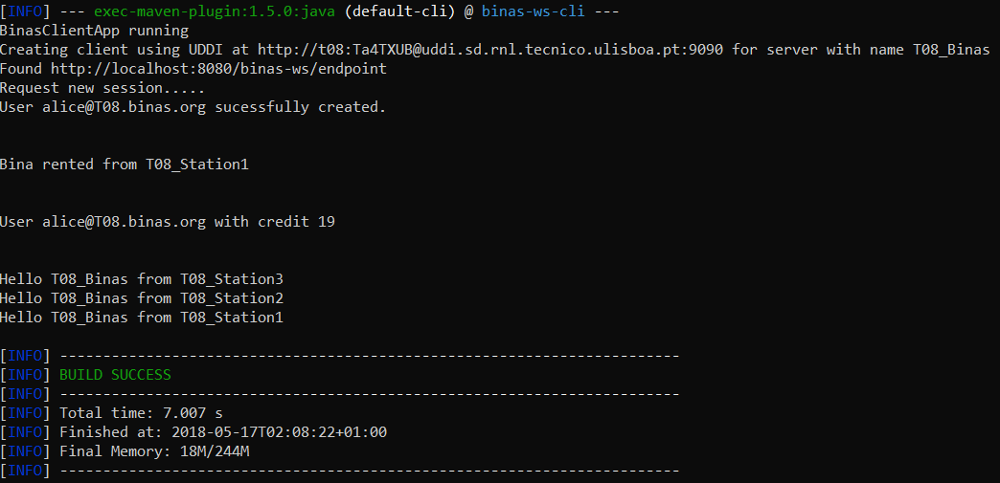 [INFO] --- exec-maven-plugin:1.5.0:java (default-cli) @ binas-ws-cli ---
BinasClientApp running
Creating client using UDDI at http://t08:Ta4TXUB@uddi.sd.rnl.tecnico.ulisboa.pt:9090 for server with name T08_Binas
Found http://localhost:8080/binas-ws/endpoint
Request new session.....
User alice@T08.binas.org sucessfully created.
Bina rented from T08_Station1
User alice@T08.binas.org with credit 19
Hello T08_Binas from T08_Station3
Hello T08_Binas from T08_Station2
Hello T08_Binas from T08_Station1
[INFO] ------------------------------------------------------------------------
[INFO] BUILD SUCCESS
[INFO] ------------------------------------------------------------------------
[INFO] Total time: 7.007 s
[INFO] Finished at: 2018-05-17T02:08:22+01:00
[INFO] Final Memory: 18M/244M
[INFO] ------------------------------------------------------------------------